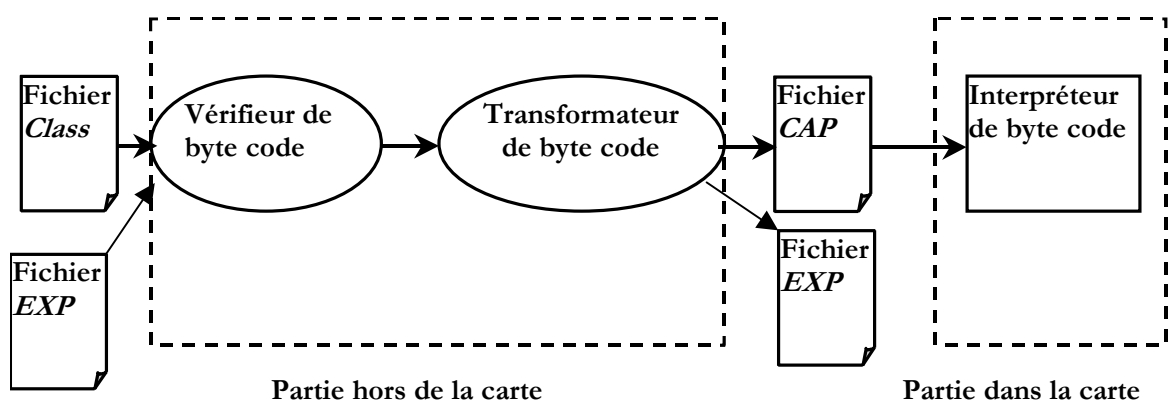 Fichier
Class
Vérifieur de
byte code
Transformateur
de byte code
Fichier
CAP
Interpréteur
de byte code
Fichier
EXP
Fichier
EXP
Partie hors de la carte
Partie dans la carte